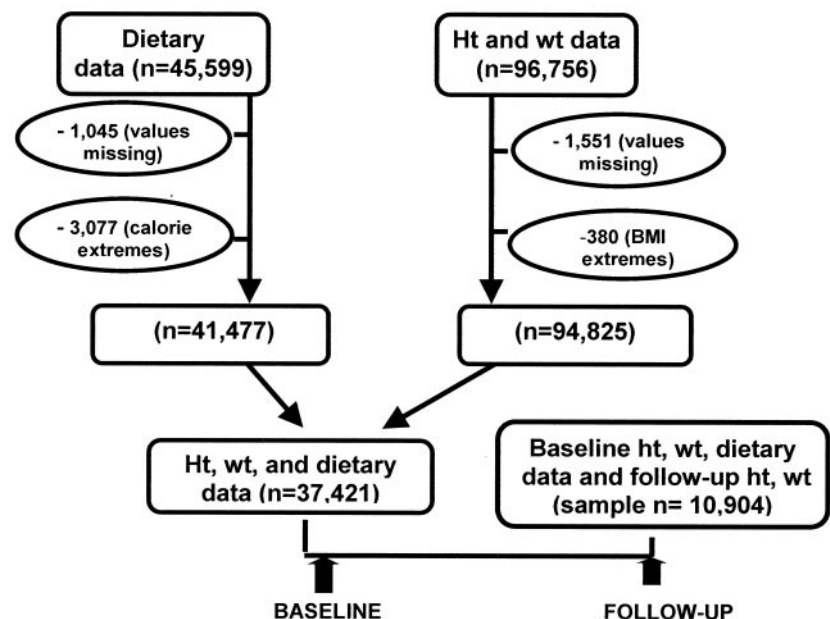 Dietary
data (n=45,599)
Ht and wt data
(n=96,756)
- 1,045 (values
missing)
- 1,551 (values
missing)
- 3,077 (calorie
extremes)
-380 (BMI
extremes)
(n=41,477)
(n=94,825)
Ht, wt, and dietary
data (n=37,421)
Baseline ht, wt, dietary
data and follow-up ht, wt
(sample n= 10,904)
BASELINE
FOLLOW-UP